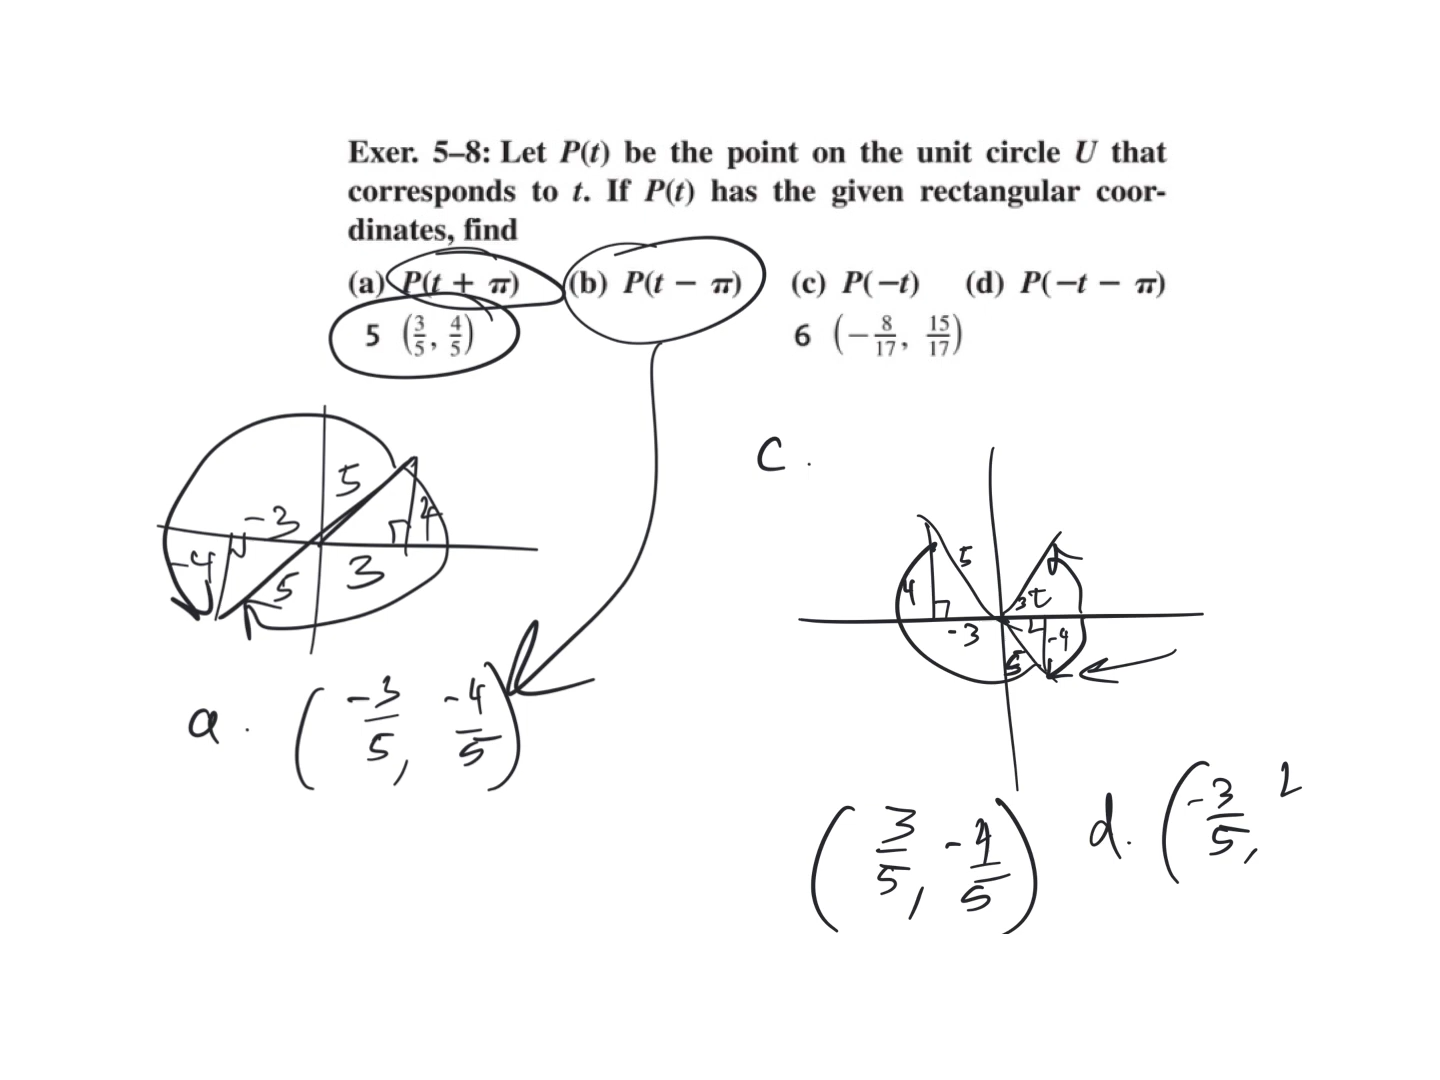 Exer. 5–8: Let P(t) be the point on the unit circle U that
corresponds to t. If P(t) has the given rectangular coor-
dinates, find
(a) P(t + π) (b) P(t − π) (c) P(−t) (d) P(−t − π)
5 (3/5, 4/5) 6 (−8/17, 15/17)
5
-3
4
-4
5
3
a. (-3/5, -4/5)
c.
5
4
3 t
-3
-4
5
(3/5, -4/5)
d. (-3/5,